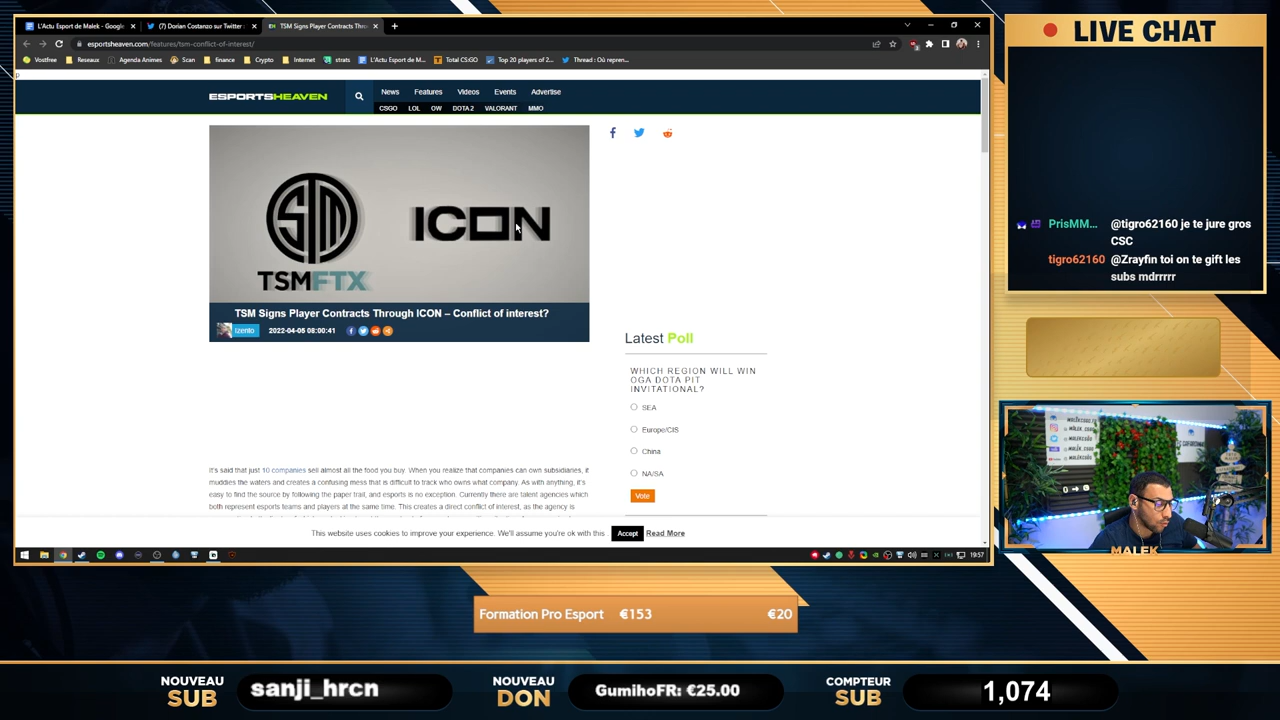 L'Actu Esport de Malek - Google
(7) Dorian Costanzo sur Twitter
TSM Signs Player Contracts Thro
esportsheaven.com/features/tsm-conflict-of-interest/
Vostfree
Reseaux
Agenda Animes
Scan
finance
Crypto
Internet
strats
L'Actu Esport de M...
Total CS:GO
Top 20 players of 2...
Thread : Où repren...
p
ESPORTSHEAVEN
News
Features
Videos
Events
Advertise
CSGO
LOL
OW
DOTA 2
VALORANT
MMO
TSM
TSMFTX
ICON
TSM Signs Player Contracts Through ICON – Conflict of interest?
Izento
2022-04-05 08:00:41
Latest Poll
WHICH REGION WILL WIN
OGA DOTA PIT
INVITATIONAL?
SEA
Europe/CIS
China
NA/SA
Vote
It's said that just 10 companies sell almost all the food you buy. When you realize that companies can own subsidiaries, it
muddies the waters and creates a confusing mess that is difficult to track who owns what company. As with anything, it's
easy to find the source by following the paper trail, and esports is no exception. Currently there are talent agencies which
both represent esports teams and players at the same time. This creates a direct conflict of interest, as the agency is
This website uses cookies to improve your experience. We'll assume you're ok with this
Accept
Read More
19:57
LIVE CHAT
PrisMM... @tigro62160 je te jure gros
CSC
tigro62160 @Zrayfin toi on te gift les
subs mdrrrrr
MALEK
Formation Pro Esport €153 €20
NOUVEAU
SUB
sanji_hrcn
NOUVEAU
DON
GumihoFR: €25.00
COMPTEUR
SUB
1,074